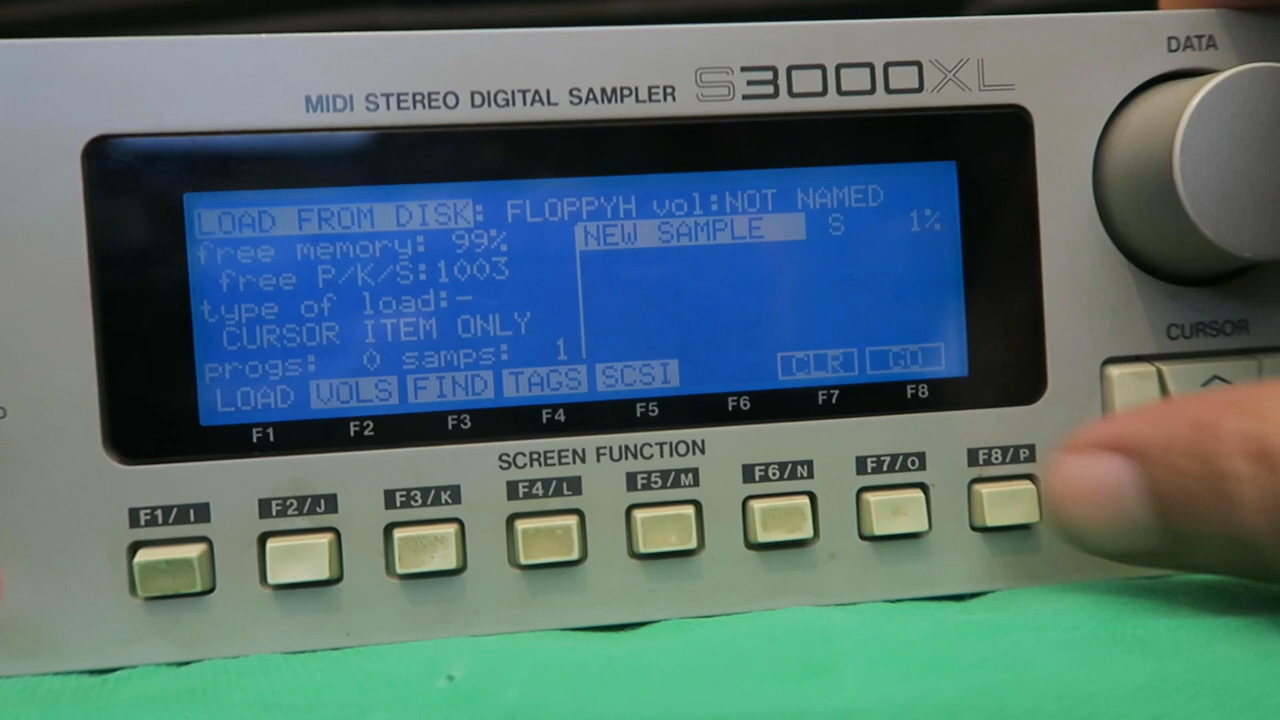 DATA
MIDI STEREO DIGITAL SAMPLER S3000XL
LOAD FROM DISK: FLOPPYH vol:NOT NAMED
free memory: 99% NEW SAMPLE S 1%
free P/K/S:1003
type of load:-
CURSOR ITEM ONLY
progs: 0 samps: 1
LOAD VOLS FIND TAGS SCSI CLR GO
F1 F2 F3 F4 F5 F6 F7 F8
CURSOR
SCREEN FUNCTION
F1/I F2/J F3/K F4/L F5/M F6/N F7/O F8/P